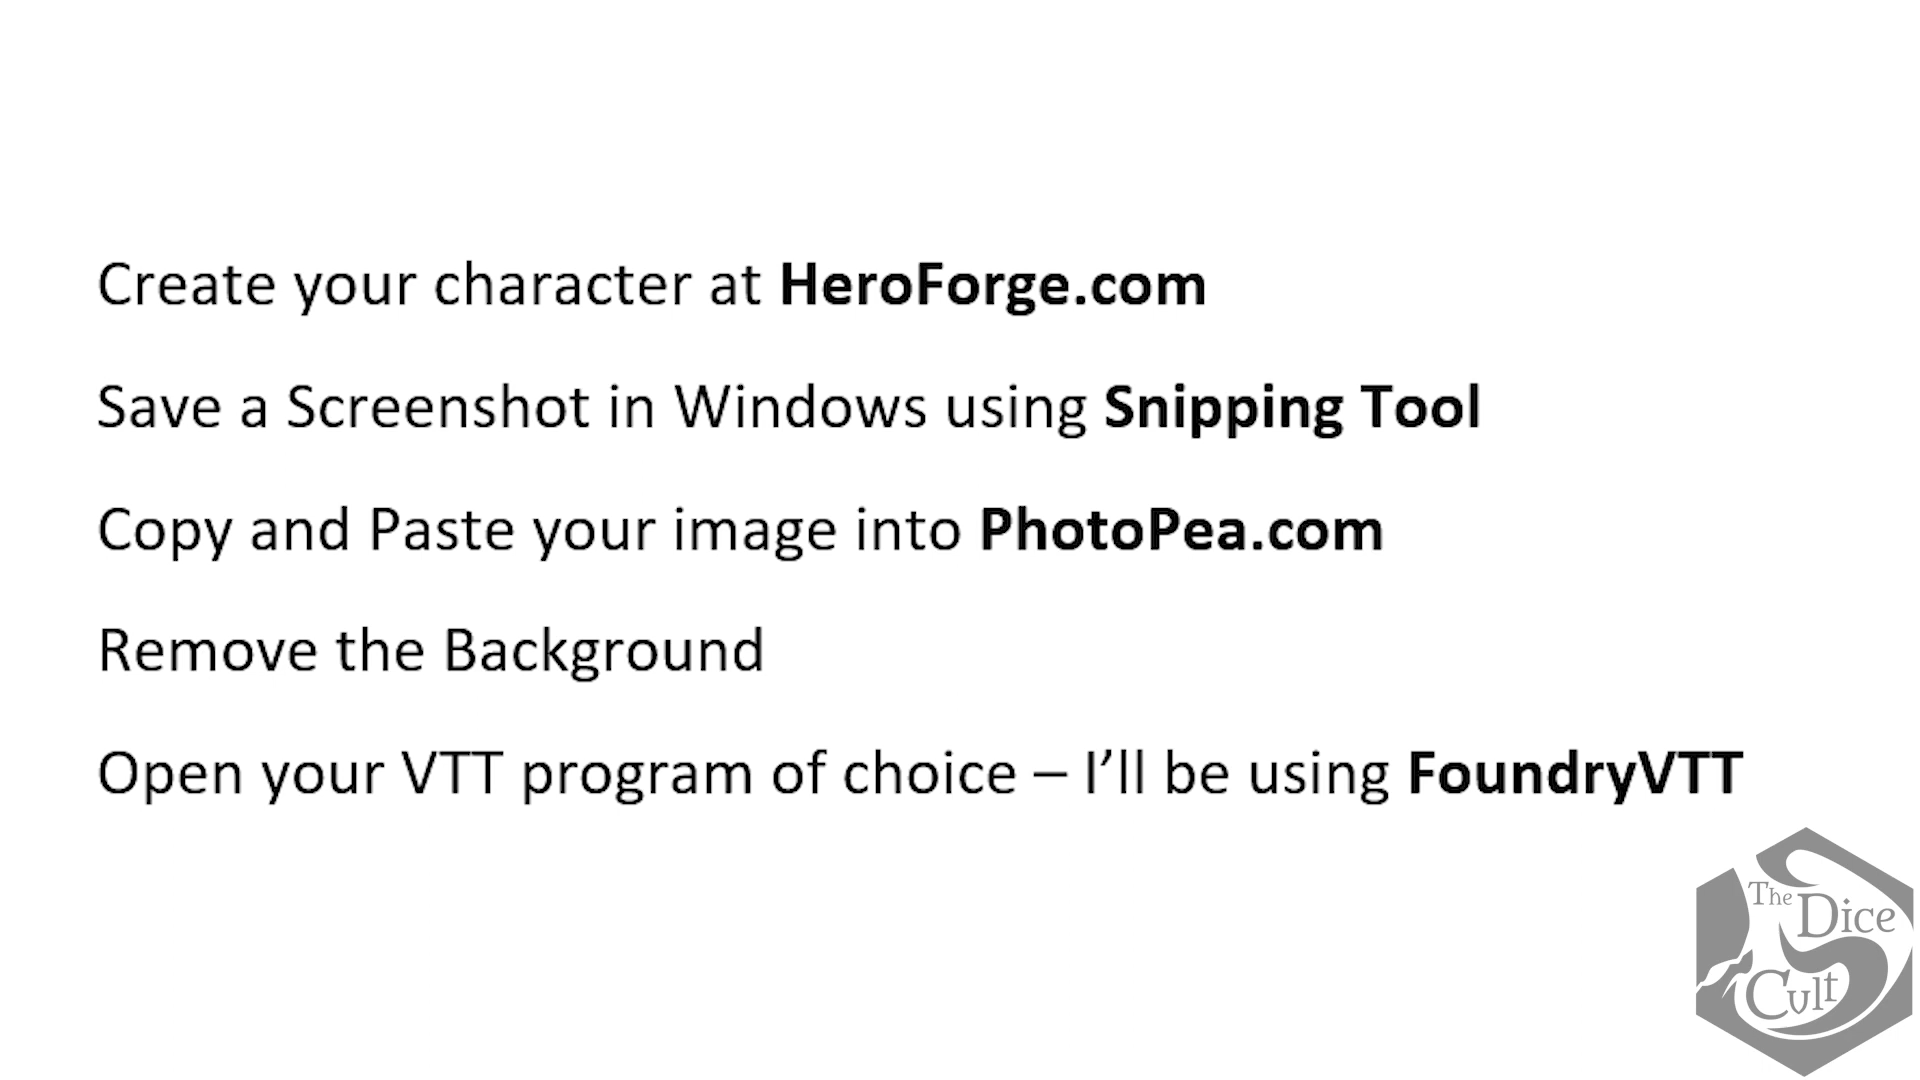 Create your character at HeroForge.com
Save a Screenshot in Windows using Snipping Tool
Copy and Paste your image into PhotoPea.com
Remove the Background
Open your VTT program of choice – I’ll be using FoundryVTT
The
Dice
Cult